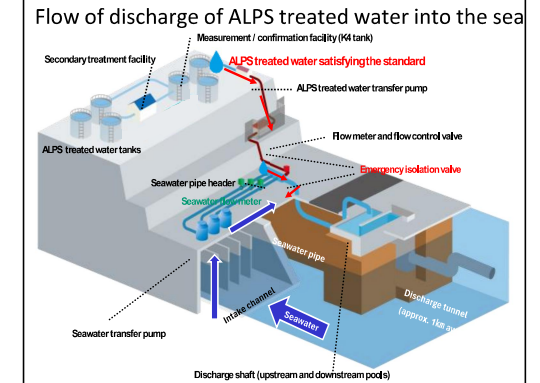 Flow of discharge of ALPS treated water into the sea
Measurement / confirmation facility (K4 tank)
Secondary treatment facility
ALPS treated water satisfying the standard
ALPS treated water transfer pump
ALPS treated water tanks
Flow meter and flow control valve
Emergency isolation valve
Seawater pipe header
Seawater flow meter
Seawater pipe
Intake channel
Seawater
Discharge tunnel
(approx. 1km
Seawater transfer pump
Discharge shaft (upstream and downstream pools)